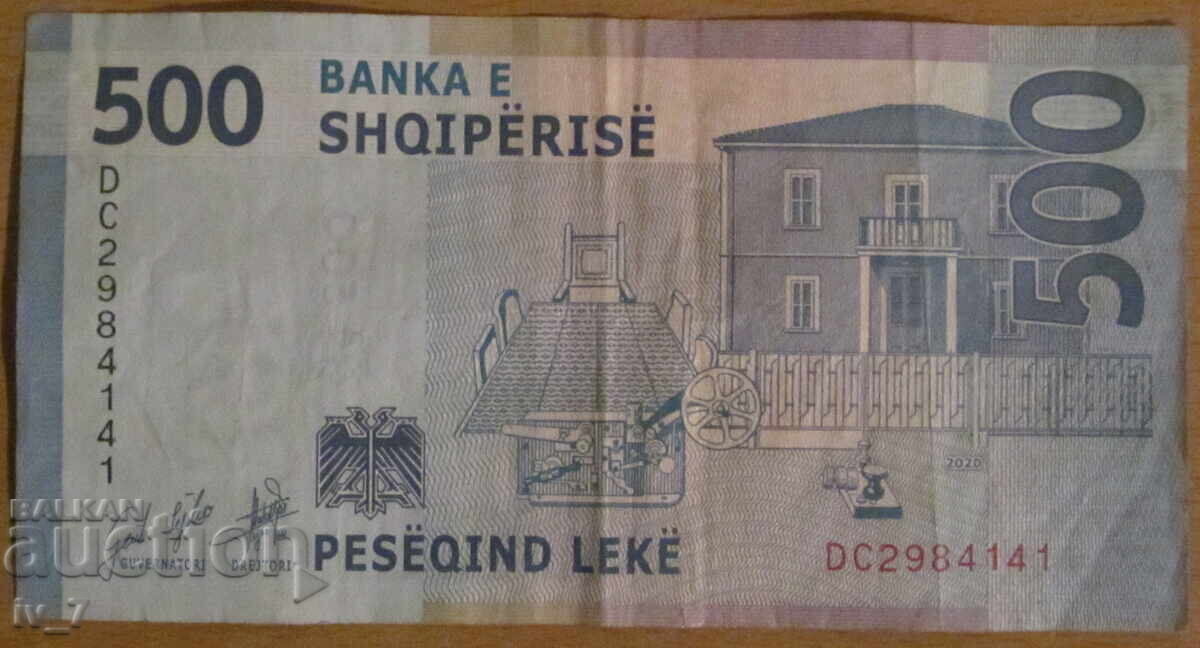 500
BANKA E
SHQIPËRISË
500
DC2984141
2020
GUVERNATORI
DREJTORI
PESËQIND LEKË
DC2984141
BALKAN
auction
iv_7